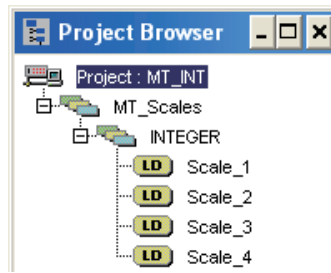 Project Browser
Project : MT_INT
MT_Scales
INTEGER
LD Scale_1
LD Scale_2
LD Scale_3
LD Scale_4